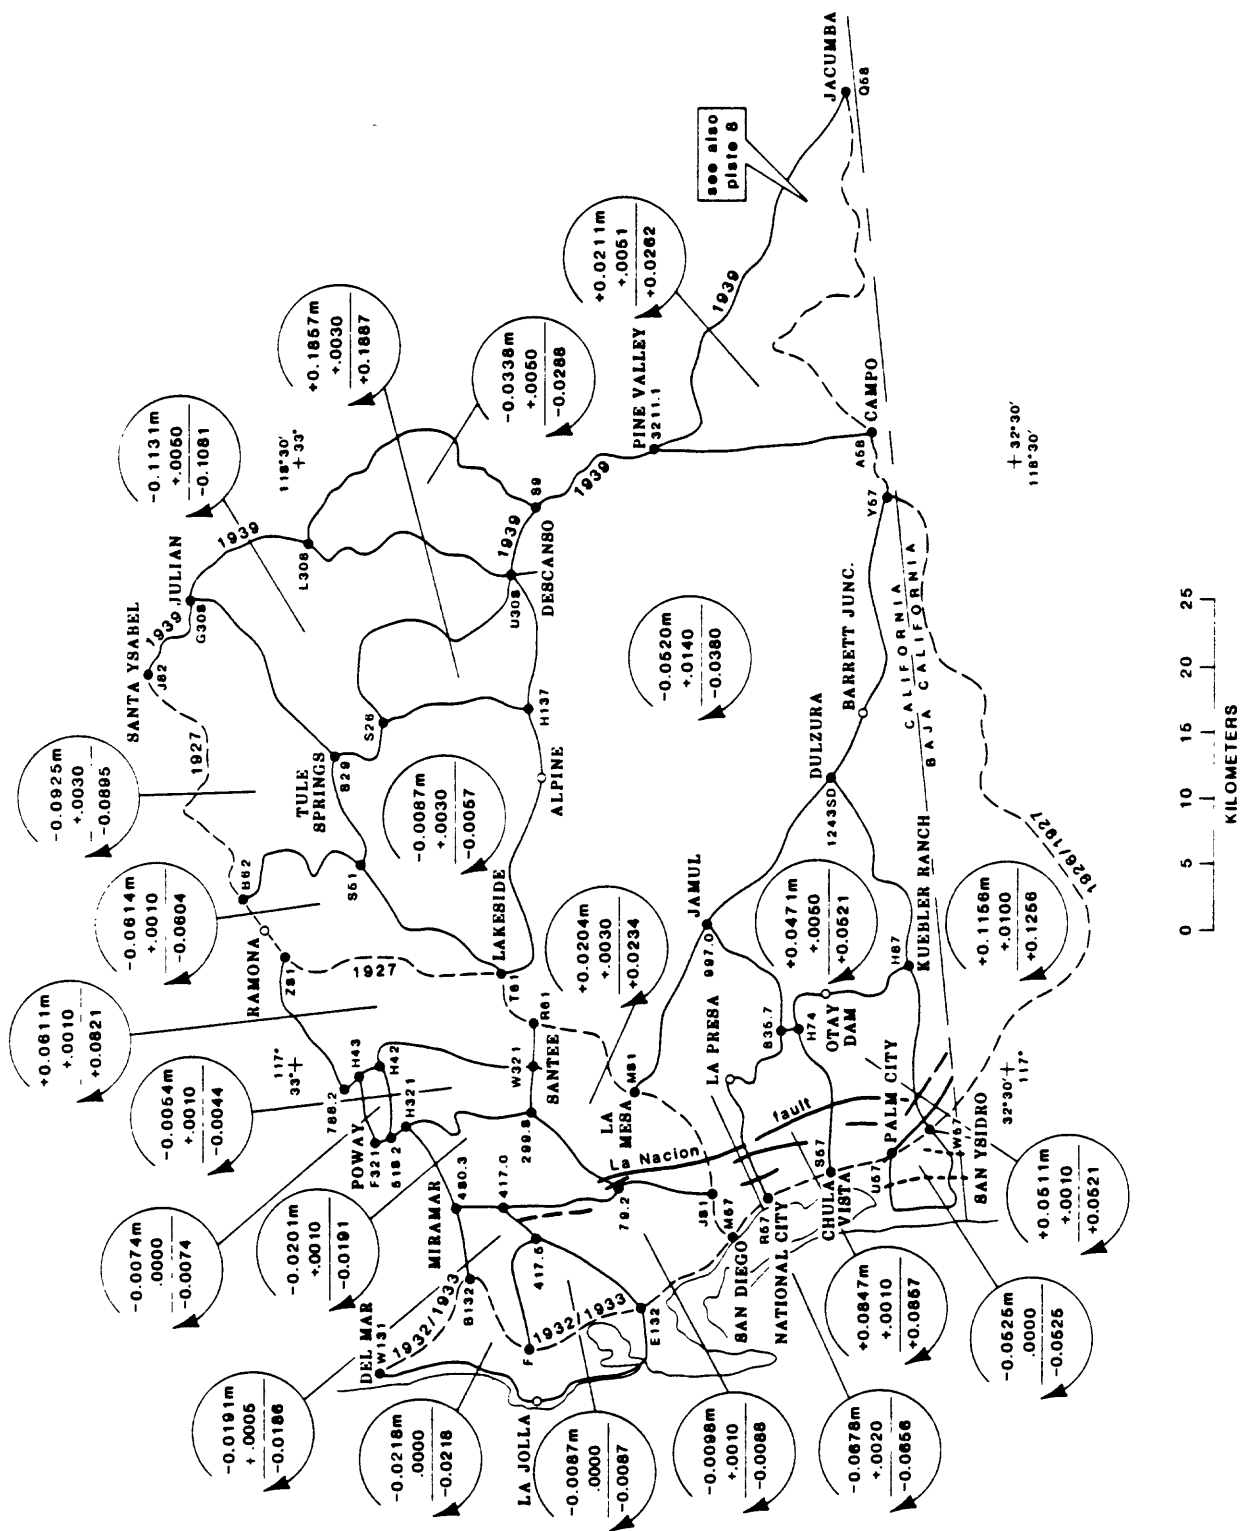 SANTA YSABEL
J82
1939
JULIAN
G308
1939
L308
118°30'
33°
-0.1131m
+.0050
-0.1081
+0.1857m
+.0030
+0.1887
-0.0338m
+.0050
-0.0288
+0.0211m
+.0051
+0.0262
see also
plate 8
JACUMBA
Q58
1939
PINE VALLEY
3211.1
1939
S9
1939
DESCANSO
U308
CAMPO
A58
Y57
32°30'
118°30'
-0.0925m
+.0030
-0.0895
1927
TULE
SPRINGS
S29
S26
H137
ALPINE
-0.0087m
+.0030
-0.0057
-0.0520m
+.0140
-0.0380
BARRETT JUNC.
DULZURA
1243SD
CALIFORNIA
BAJA CALIFORNIA
1926/1927
-0.0614m
+.0010
-0.0604
B62
S51
RAMONA
Z81
1927
LAKESIDE
T61
R61
+0.0204m
+.0030
+0.0234
JAMUL
997.0
+0.0471m
+.0050
+0.0521
H87
KUEBLER RANCH
+0.1156m
+.0100
+0.1256
+0.0811m
+.0010
+0.0821
117°
33°
788.2
H43
H42
W321
SANTEE
299.8
-0.0054m
+.0010
-0.0044
POWAY
F321
518.2
H321
LA
MESA
M81
LA PRESA
B35.7
H74
OTAY
DAM
La Nacion
fault
PALM CITY
32°30'
117°
W57
SAN YSIDRO
U57
S57
CHULA
VISTA
R57
NATIONAL CITY
M57
SAN DIEGO
J81
79.2
-0.0074m
.0000
-0.0074
-0.0201m
+.0010
-0.0191
MIRAMAR
480.3
417.0
417.5
B132
DEL MAR
W131
1932/1933
F
1932/1933
E132
LA JOLLA
-0.0191m
+.0005
-0.0186
-0.0218m
.0000
-0.0218
-0.0087m
.0000
-0.0087
-0.0098m
+.0010
-0.0088
-0.0678m
+.0020
-0.0656
+0.0847m
+.0010
+0.0857
-0.0525m
.0000
-0.0525
+0.0511m
+.0010
+0.0521
0 5 10 15 20 25
KILOMETERS